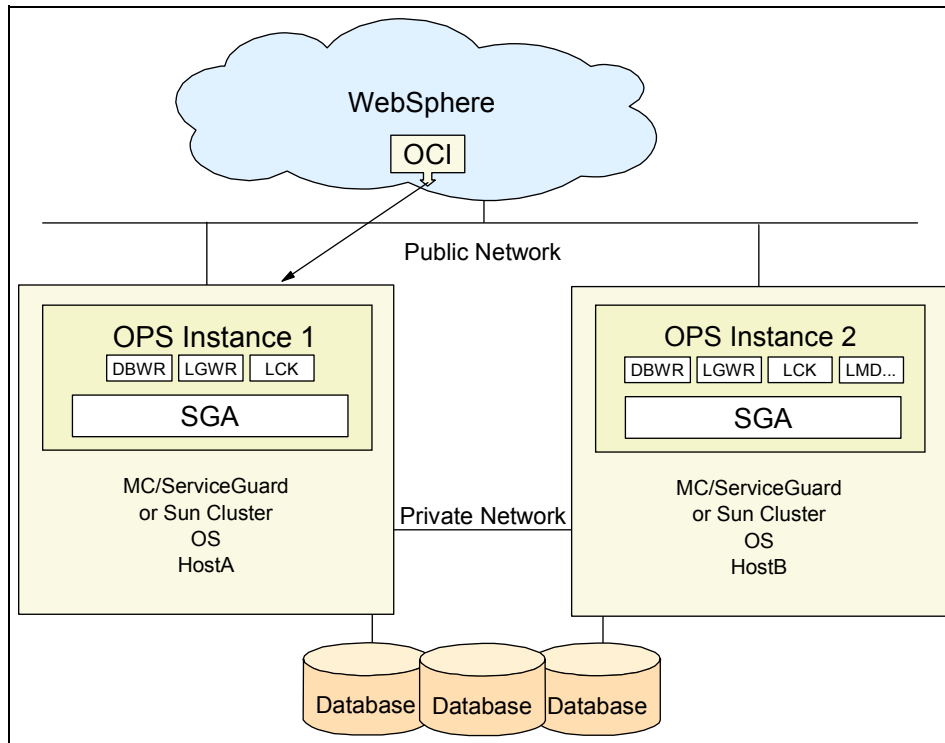 WebSphere
OCI
Public Network
OPS Instance 1
DBWR LGWR LCK
SGA
MC/ServiceGuard
or Sun Cluster
OS
HostA
Private Network
OPS Instance 2
DBWR LGWR LCK LMD...
SGA
MC/ServiceGuard
or Sun Cluster
OS
HostB
Database Database Database